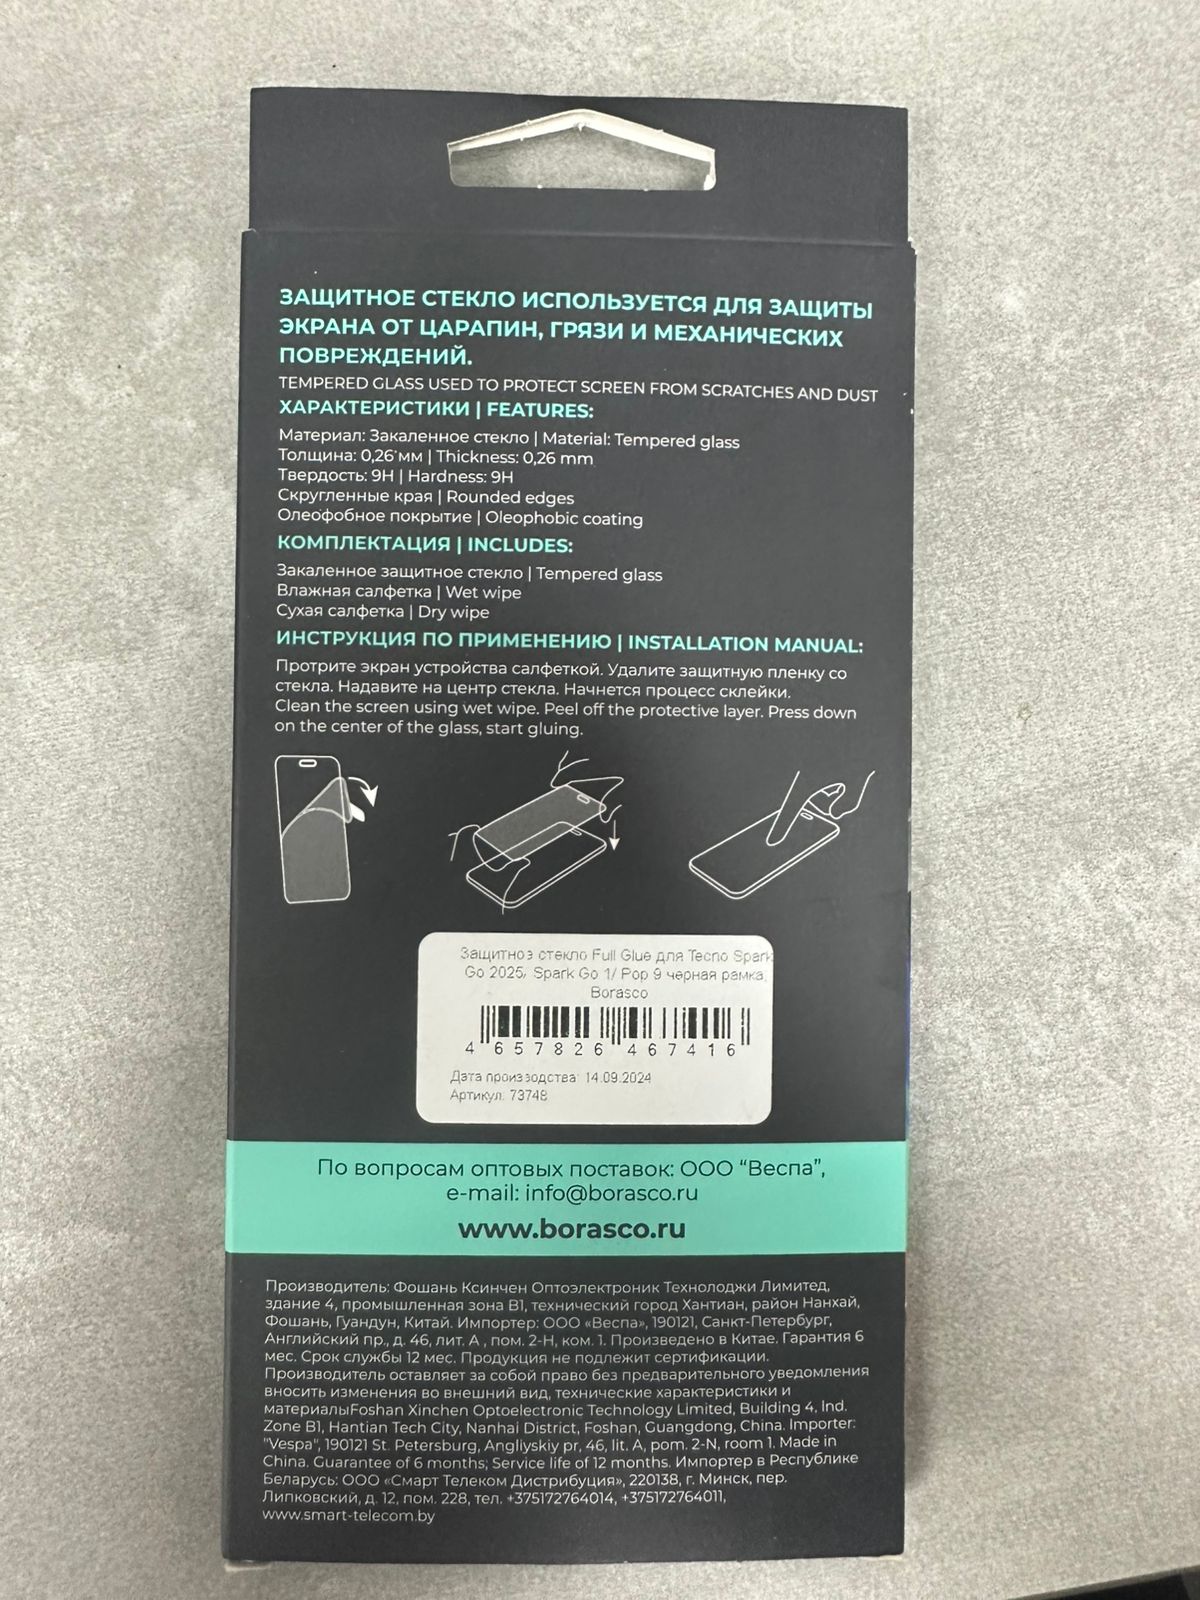 ЗАЩИТНОЕ СТЕКЛО ИСПОЛЬЗУЕТСЯ ДЛЯ ЗАЩИТЫ
ЭКРАНА ОТ ЦАРАПИН, ГРЯЗИ И МЕХАНИЧЕСКИХ
ПОВРЕЖДЕНИЙ.
TEMPERED GLASS USED TO PROTECT SCREEN FROM SCRATCHES AND DUST
ХАРАКТЕРИСТИКИ | FEATURES:
Материал: Закаленное стекло | Material: Tempered glass
Толщина: 0,26 мм | Thickness: 0,26 mm
Твердость: 9H | Hardness: 9H
Скругленные края | Rounded edges
Олеофобное покрытие | Oleophobic coating
КОМПЛЕКТАЦИЯ | INCLUDES:
Закаленное защитное стекло | Tempered glass
Влажная салфетка | Wet wipe
Сухая салфетка | Dry wipe
ИНСТРУКЦИЯ ПО ПРИМЕНЕНИЮ | INSTALLATION MANUAL:
Протрите экран устройства салфеткой. Удалите защитную пленку со
стекла. Надавите на центр стекла. Начнется процесс склейки.
Clean the screen using wet wipe. Peel off the protective layer. Press down
on the center of the glass, start gluing.
Защитное стекло Full Glue для Tecno Spark
Go 2025/ Spark Go 1/ Pop 9 черная рамка,
Borasco
4 657826 467416
Дата производства: 14.09.2024
Артикул: 73748
По вопросам оптовых поставок: ООО “Веспа”,
e-mail: info@borasco.ru
www.borasco.ru
Производитель: Фошань Ксинчен Оптоэлектроник Технолоджи Лимитед,
здание 4, промышленная зона В1, технический город Хантиан, район Нанхай,
Фошань, Гуандун, Китай. Импортер: ООО «Веспа», 190121, Санкт-Петербург,
Английский пр., д. 46, лит. А , пом. 2-Н, ком. 1. Произведено в Китае. Гарантия 6
мес. Срок службы 12 мес. Продукция не подлежит сертификации.
Производитель оставляет за собой право без предварительного уведомления
вносить изменения во внешний вид, технические характеристики и
материалыFoshan Xinchen Optoelectronic Technology Limited, Building 4, Ind.
Zone B1, Hantian Tech City, Nanhai District, Foshan, Guangdong, China. Importer:
"Vespa", 190121 St. Petersburg, Angliyskiy pr, 46, lit. A, pom. 2-N, room 1. Made in
China. Guarantee of 6 months; Service life of 12 months. Импортер в Республике
Беларусь: ООО «Смарт Телеком Дистрибуция», 220138, г. Минск, пер.
Липковский, д. 12, пом. 228, тел. +375172764014, +375172764011,
www.smart-telecom.by